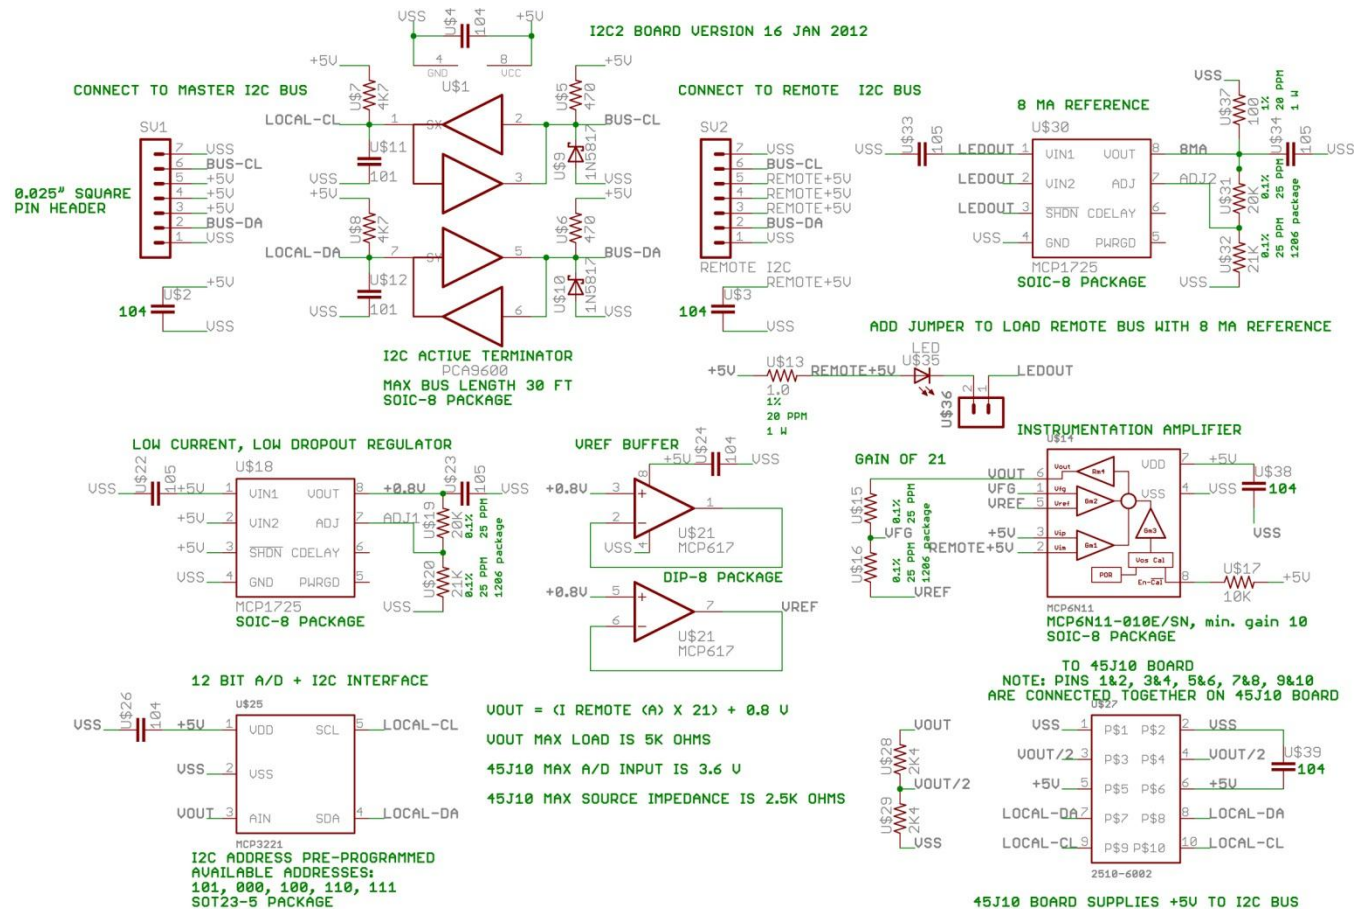 I2C2 BOARD VERSION 16 JAN 2012
VSS
U$4
104
+5V
4
GND
8
VCC
U$1
CONNECT TO MASTER I2C BUS
SV1
7 VSS
6 BUS-CL
5 +5V
4 +5V
3 +5V
2 BUS-DA
1 VSS
0.025" SQUARE
PIN HEADER
U$2
104
+5V
VSS
+5V
U$7
4K7
LOCAL-CL
1
SX
2
3
U$11
101
VSS
+5V
U$5
470
BUS-CL
U$9
1N5817
VSS
+5V
U$8
4K7
LOCAL-DA
7
SY
5
6
U$12
101
VSS
+5V
U$6
470
BUS-DA
U$10
1N5817
VSS
I2C ACTIVE TERMINATOR
PCA9600
MAX BUS LENGTH 30 FT
SOIC-8 PACKAGE
CONNECT TO REMOTE I2C BUS
SV2
7 VSS
6 BUS-CL
5 REMOTE+5V
4 REMOTE+5V
3 REMOTE+5V
2 BUS-DA
1 VSS
REMOTE I2C
U$3
104
REMOTE+5V
VSS
8 MA REFERENCE
U$30
VSS
U$33
105
LEDOUT 1 VIN1 VOUT 8 8MA
LEDOUT 2 VIN2 ADJ 7 ADJ2
LEDOUT 3 SHDN CDELAY 6
VSS 4 GND PWRGD 5
MCP1725
SOIC-8 PACKAGE
VSS
U$37
100
1%
20 PPM
1 W
U$34
105
VSS
U$31
20K
0.1%
25 PPM
1206 package
U$32
21K
0.1%
25 PPM
VSS
ADD JUMPER TO LOAD REMOTE BUS WITH 8 MA REFERENCE
+5V
U$13
1.0
1%
20 PPM
1 W
REMOTE+5V
LED
U$35
2
1
LEDOUT
U$36
LOW CURRENT, LOW DROPOUT REGULATOR
U$18
VSS
U$22
105
+5V 1 VIN1 VOUT 8 +0.8V
+5V 2 VIN2 ADJ 7 ADJ1
+5V 3 SHDN CDELAY 6
VSS 4 GND PWRGD 5
MCP1725
SOIC-8 PACKAGE
U$23
105
VSS
U$19
20K
0.1%
25 PPM
U$20
21K
0.1%
25 PPM
1206 package
VSS
VREF BUFFER
U$24
104
+5V
VSS
8
+0.8V 3
+
2
-
1
4
VSS
U$21
MCP617
DIP-8 PACKAGE
+0.8V 5
+
6
-
7
VREF
U$21
MCP617
INSTRUMENTATION AMPLIFIER
U$14
GAIN OF 21
U$15
0.1%
25 PPM
VFG
U$16
0.1%
25 PPM
1206 package
VREF
VOUT 6 Vout
VFG 1 Vfg
VREF 5 Vref
+5V 3 Vip
REMOTE+5V 2 Vim
Rm4
Gm2
Gm3
Gm1
POR
Vos Cal
En-Cal
VDD 7 +5V
VSS 4 VSS
8
U$38
104
VSS
U$17
10K
+5V
MCP6N11
MCP6N11-010E/SN, min. gain 10
SOIC-8 PACKAGE
12 BIT A/D + I2C INTERFACE
U$25
VSS
U$26
104
+5V 1 VDD SCL 5 LOCAL-CL
VSS 2 VSS
VOUT 3 AIN SDA 4 LOCAL-DA
MCP3221
I2C ADDRESS PRE-PROGRAMMED
AVAILABLE ADDRESSES:
101, 000, 100, 110, 111
SOT23-5 PACKAGE
VOUT = (I REMOTE (A) X 21) + 0.8 V
VOUT MAX LOAD IS 5K OHMS
45J10 MAX A/D INPUT IS 3.6 V
45J10 MAX SOURCE IMPEDANCE IS 2.5K OHMS
VOUT
U$28
2K4
VOUT/2
U$29
2K4
VSS
TO 45J10 BOARD
NOTE: PINS 1&2, 3&4, 5&6, 7&8, 9&10
ARE CONNECTED TOGETHER ON 45J10 BOARD
U$27
VSS 1 P$1 P$2 2 VSS
VOUT/2 3 P$3 P$4 4 VOUT/2
+5V 5 P$5 P$6 6 +5V
LOCAL-DA 7 P$7 P$8 8 LOCAL-DA
LOCAL-CL 9 P$9 P$10 10 LOCAL-CL
U$39
104
2510-6002
45J10 BOARD SUPPLIES +5V TO I2C BUS